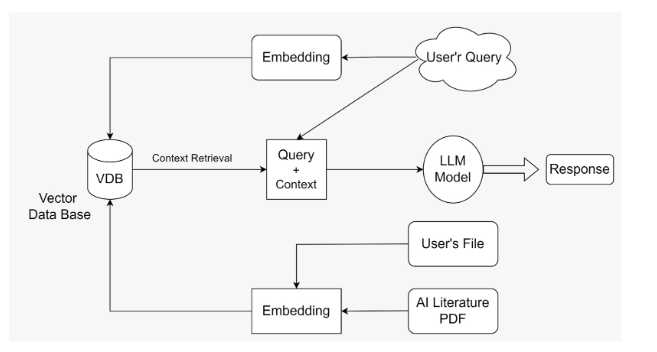 Embedding
User'r Query
Context Retrieval
VDB
Vector
Data Base
Query
+
Context
LLM
Model
Response
User's File
Embedding
AI Literature
PDF